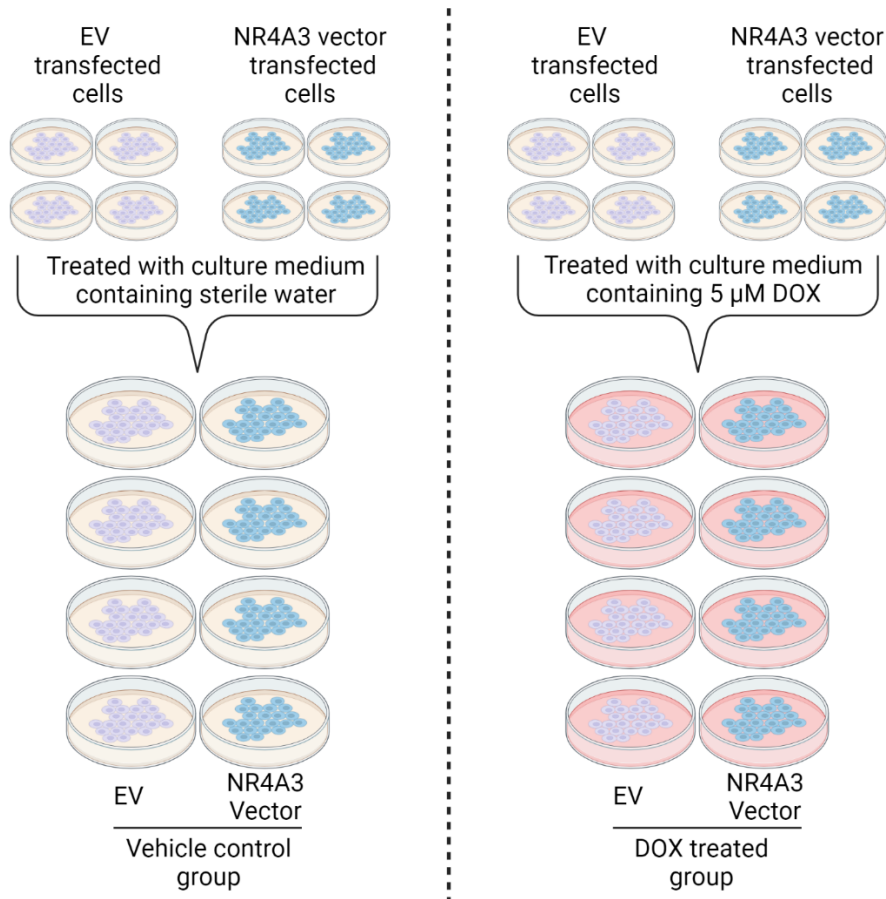 EV
transfected
cells
NR4A3 vector
transfected
cells
Treated with culture medium
containing sterile water
EV
NR4A3
Vector
Vehicle control
group
EV
transfected
cells
NR4A3 vector
transfected
cells
Treated with culture medium
containing 5 µM DOX
EV
NR4A3
Vector
DOX treated
group